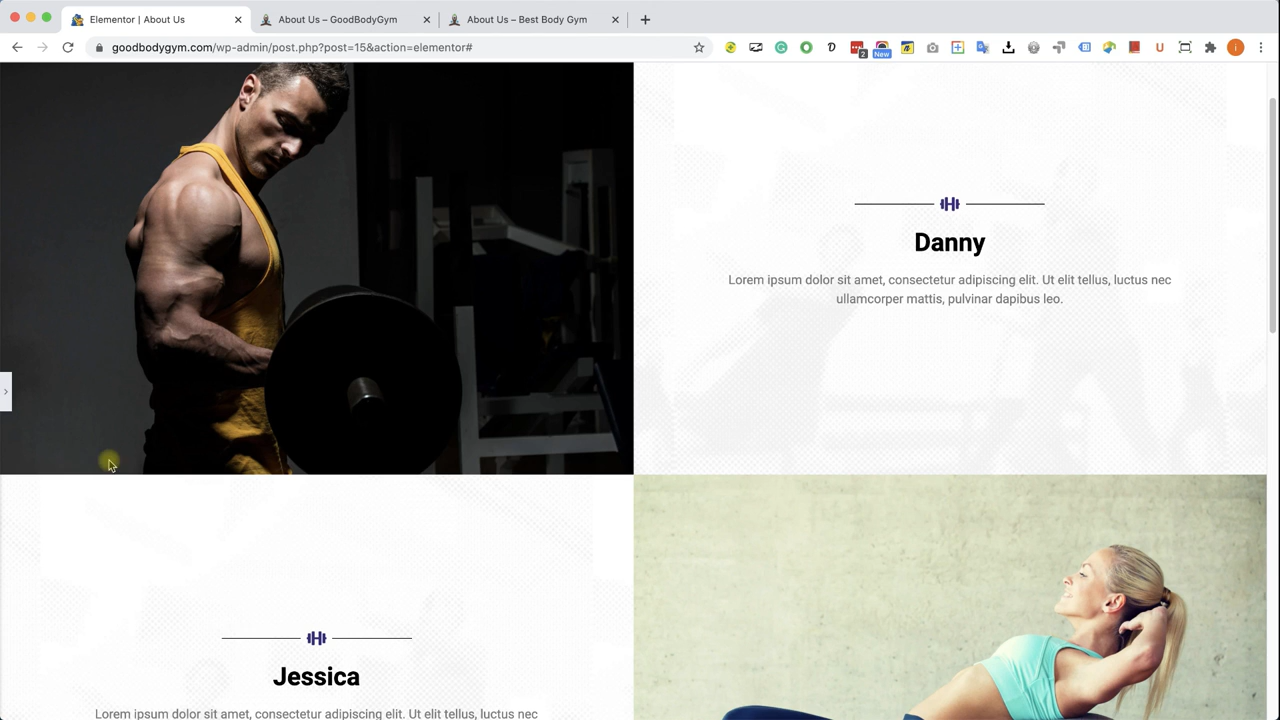 Elementor | About Us
About Us – GoodBodyGym
About Us – Best Body Gym
goodbodygym.com/wp-admin/post.php?post=15&action=elementor#
2
New
i
Danny
Lorem ipsum dolor sit amet, consectetur adipiscing elit. Ut elit tellus, luctus nec
ullamcorper mattis, pulvinar dapibus leo.
Jessica
Lorem ipsum dolor sit amet, consectetur adipiscing elit. Ut elit tellus, luctus nec